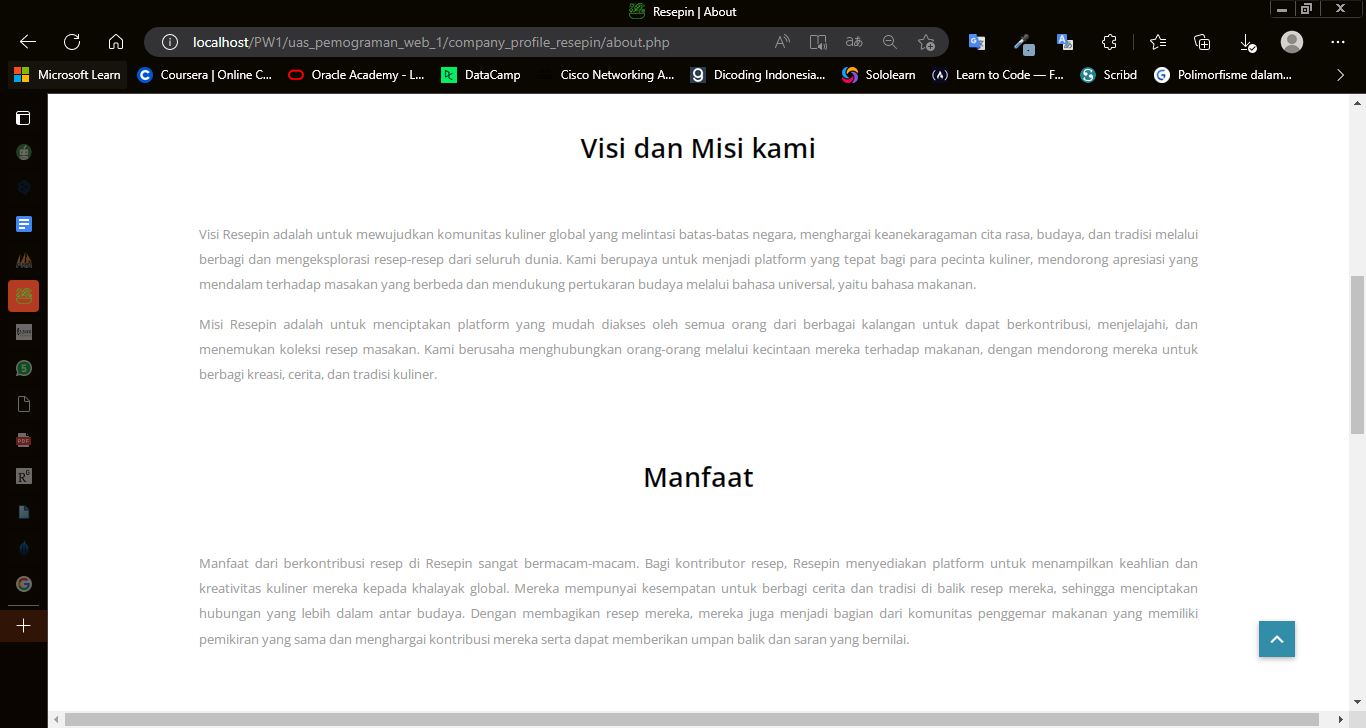 Resepin | About
localhost/PW1/uas_pemograman_web_1/company_profile_resepin/about.php
Microsoft Learn
Coursera | Online C...
Oracle Academy - L...
DataCamp
Cisco Networking A...
Dicoding Indonesia...
Sololearn
Learn to Code — F...
Scribd
Polimorfisme dalam...
Visi dan Misi kami
Visi Resepin adalah untuk mewujudkan komunitas kuliner global yang melintasi batas-batas negara, menghargai keanekaragaman cita rasa, budaya, dan tradisi melalui
berbagi dan mengeksplorasi resep-resep dari seluruh dunia. Kami berupaya untuk menjadi platform yang tepat bagi para pecinta kuliner, mendorong apresiasi yang
mendalam terhadap masakan yang berbeda dan mendukung pertukaran budaya melalui bahasa universal, yaitu bahasa makanan.
Misi Resepin adalah untuk menciptakan platform yang mudah diakses oleh semua orang dari berbagai kalangan untuk dapat berkontribusi, menjelajahi, dan
menemukan koleksi resep masakan. Kami berusaha menghubungkan orang-orang melalui kecintaan mereka terhadap makanan, dengan mendorong mereka untuk
berbagi kreasi, cerita, dan tradisi kuliner.
Manfaat
Manfaat dari berkontribusi resep di Resepin sangat bermacam-macam. Bagi kontributor resep, Resepin menyediakan platform untuk menampilkan keahlian dan
kreativitas kuliner mereka kepada khalayak global. Mereka mempunyai kesempatan untuk berbagi cerita dan tradisi di balik resep mereka, sehingga menciptakan
hubungan yang lebih dalam antar budaya. Dengan membagikan resep mereka, mereka juga menjadi bagian dari komunitas penggemar makanan yang memiliki
pemikiran yang sama dan menghargai kontribusi mereka serta dapat memberikan umpan balik dan saran yang bernilai.